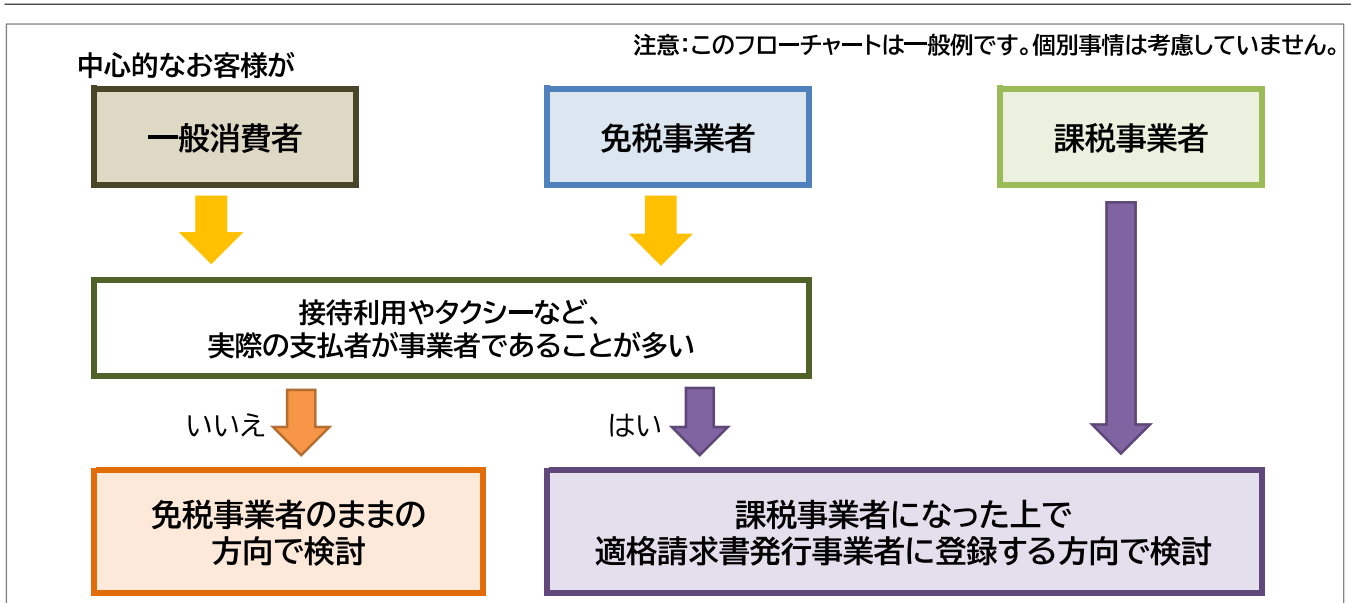 注意：このフローチャートは一般例です。個別事情は考慮していません。
中心的なお客様が
一般消費者
免税事業者
課税事業者
接待利用やタクシーなど、
実際の支払者が事業者であることが多い
いいえ
はい
免税事業者のままの
方向で検討
課税事業者になった上で
適格請求書発行事業者に登録する方向で検討